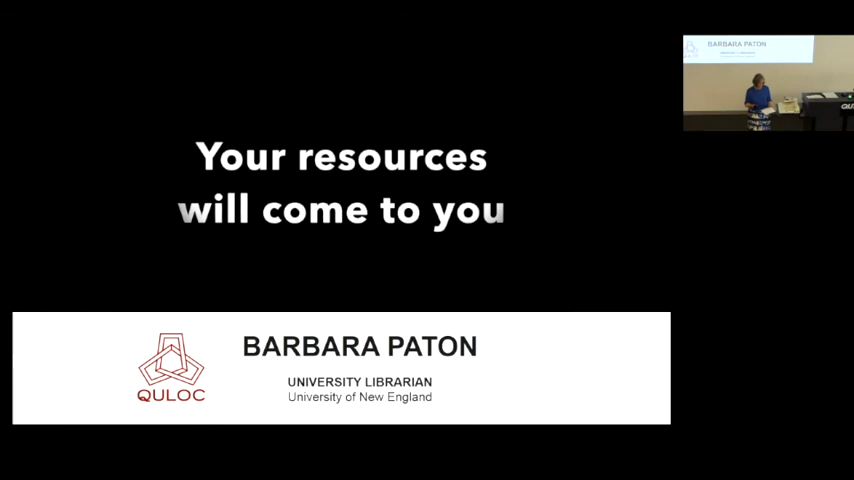 Your resources
will come to you
BARBARA PATON
UNIVERSITY LIBRARIAN
University of New England
QULOC
BARBARA PATON